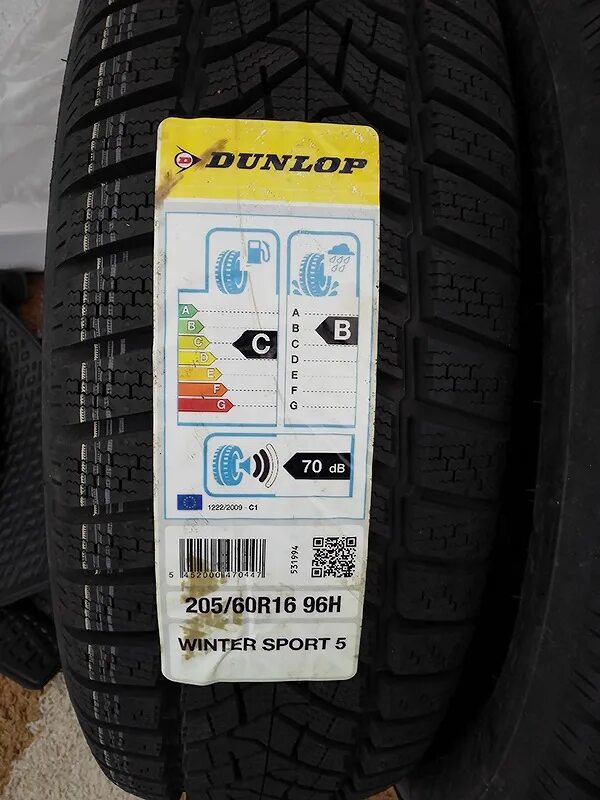 D DUNLOP
A
B
C
D
E
F
G
C
A
B
C
D
E
F
G
B
70 dB
1222/2009 - C1
5 452000 470447
531994
205/60R16 96H
WINTER SPORT 5